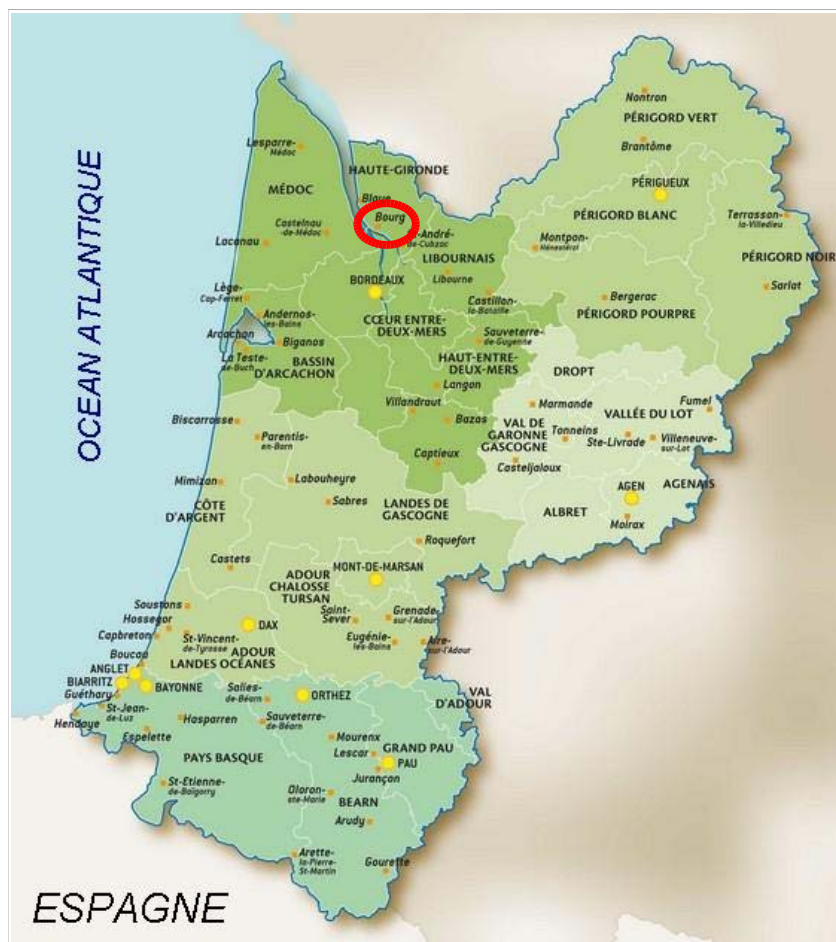 Nontron
PÉRIGORD VERT
Brantôme
Lesparre-
Médoc
HAUTE-GIRONDE
MÉDOC
PÉRIGUEUX
Blaye
Bourg
PÉRIGORD BLANC
Terrasson-
la-Villedieu
Castelnau
-de-Médoc
-André-
de-Cubzac
Lacanau
Montpon-
Ménestérol
LIBOURNAIS
PÉRIGORD NOIR
Libourne
BORDEAUX
Sarlat
Lège-
Cap-Ferret
Castillon-
la-Bataille
Bergerac
Andernos-
les-Bains
CŒUR ENTRE-
DEUX-MERS
PÉRIGORD POURPRE
Arcachon
Biganos
Sauveterre-
de-Guyenne
La Teste-
de-Buch
BASSIN
D'ARCACHON
HAUT-ENTRE-
DEUX-MERS
DROPT
Langon
OCEAN ATLANTIQUE
Villandraut
Marmande
Fumel
VALLÉE DU LOT
Biscarrosse
Bazas
VAL DE
GARONNE
GASCOGNE
Tonneins
Parentis-
en-Born
Ste-Livrade
Villeneuve-
sur-Lot
Captieux
Casteljaloux
Mimizan
Labouheyre
AGEN
AGENAIS
Sabres
CÔTE
D'ARGENT
LANDES DE
GASCOGNE
ALBRET
Moirax
Roquefort
Castets
MONT-DE-MARSAN
ADOUR
CHALOSSE
TURSAN
Soustons
Saint-
Sever
Grenade-
sur-l'Adour
Hossegor
DAX
Capbreton
St-Vincent-
de-Tyrosse
Eugénie-
les-Bains
Aire-
sur-l'Adour
Boucau
ADOUR
LANDES OCÉANES
ANGLET
BIARRITZ
BAYONNE
Salies-
de-Béarn
ORTHEZ
VAL
D'ADOUR
Guéthary
St-Jean-
de-Luz
Hasparren
Sauveterre-
de-Béarn
Hendaye
Espelette
Mourenx
PAYS BASQUE
Lescar
GRAND PAU
PAU
Jurançon
St-Etienne-
de-Baïgorry
Oloron-
ste-Marie
BEARN
Arudy
Arette-
la-Pierre-
St-Martin
Gourette
ESPAGNE